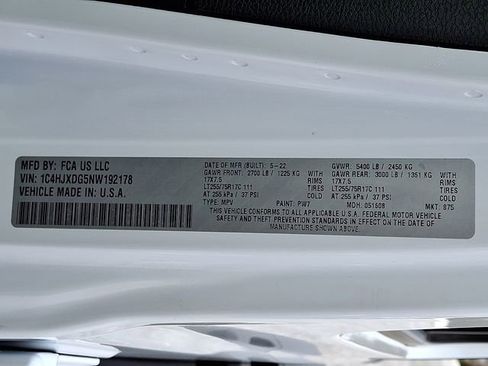 MFD BY: FCA US LLC
VIN: 1C4HJXDG5NW192178
VEHICLE MADE IN: U.S.A.
DATE OF MFR (BUILT): 5-22
GAWR FRONT: 2700 LB / 1225 KG WITH
17X7.5 TIRES
LT255/75R17C 111 RIMS AT
AT 255 kPa / 37 PSI COLD
TYPE: MPV PAINT: PW7
GVWR: 5400 LB / 2450 KG
GAWR REAR: 3000 LB / 1361 KG WITH
17X7.5 TIRES
LT255/75R17C 111 RIMS AT
AT 255 kPa / 37 PSI COLD
MDH: 051508 MKT: 875
THIS VEHICLE CONFORMS TO ALL APPLICABLE U.S.A. FEDERAL MOTOR VEHICLE
SAFETY AND THEFT PREVENTION STANDARDS IN EFFECT ON THE DATE OF
MANUFACTURE SHOWN ABOVE.